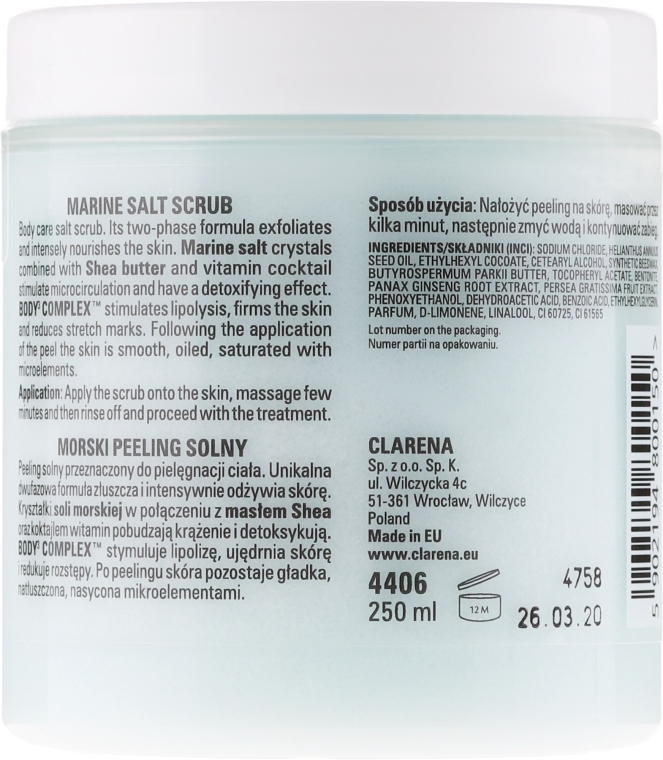 MARINE SALT SCRUB
Body care salt scrub. Its two-phase formula exfoliates
and intensely nourishes the skin. Marine salt crystals
combined with Shea butter and vitamin cocktail
stimulate microcirculation and have a detoxifying effect.
BODY³ COMPLEX™ stimulates lipolysis, firms the skin
and reduces stretch marks. Following the application
of the peel the skin is smooth, oiled, saturated with
microelements.
Application: Apply the scrub onto the skin, massage few
minutes and then rinse off and proceed with the treatment.
MORSKI PEELING SOLNY
Peeling solny przeznaczony do pielęgnacji ciała. Unikalna
dwufazowa formuła złuszcza i intensywnie odżywia skórę.
Kryształki soli morskiej w połączeniu z masłem Shea
oraz koktajlem witamin pobudzają krążenie i detoksykują.
BODY³ COMPLEX™ stymuluje lipolizę, ujędrnia skórę
i redukuje rozstępy. Po peelingu skóra pozostaje gładka,
natłuszczona, nasycona mikroelementami.
Sposób użycia: Nałożyć peeling na skórę, masować przez
kilka minut, następnie zmyć wodą i kontynuować zabieg.
INGREDIENTS/SKŁADNIKI (INCI): SODIUM CHLORIDE, HELIANTHUS ANNUUS
SEED OIL, ETHYLHEXYL COCOATE, CETEARYL ALCOHOL, SYNTHETIC BEESWAX,
BUTYROSPERMUM PARKII BUTTER, TOCOPHERYL ACETATE, BENTONITE,
PANAX GINSENG ROOT EXTRACT, PERSEA GRATISSIMA FRUIT EXTRACT,
PHENOXYETHANOL, DEHYDROACETIC ACID, BENZOIC ACID, ETHYLHEXYLGLYCERIN,
PARFUM, D-LIMONENE, LINALOOL, CI 60725, CI 61565
Lot number on the packaging.
Numer partii na opakowaniu.
CLARENA
Sp. z o.o. Sp. K.
ul. Wilczycka 4c
51-361 Wrocław, Wilczyce
Poland
Made in EU
www.clarena.eu
4406
250 ml
12 M
4758
26.03.20
5 902194 800150 >